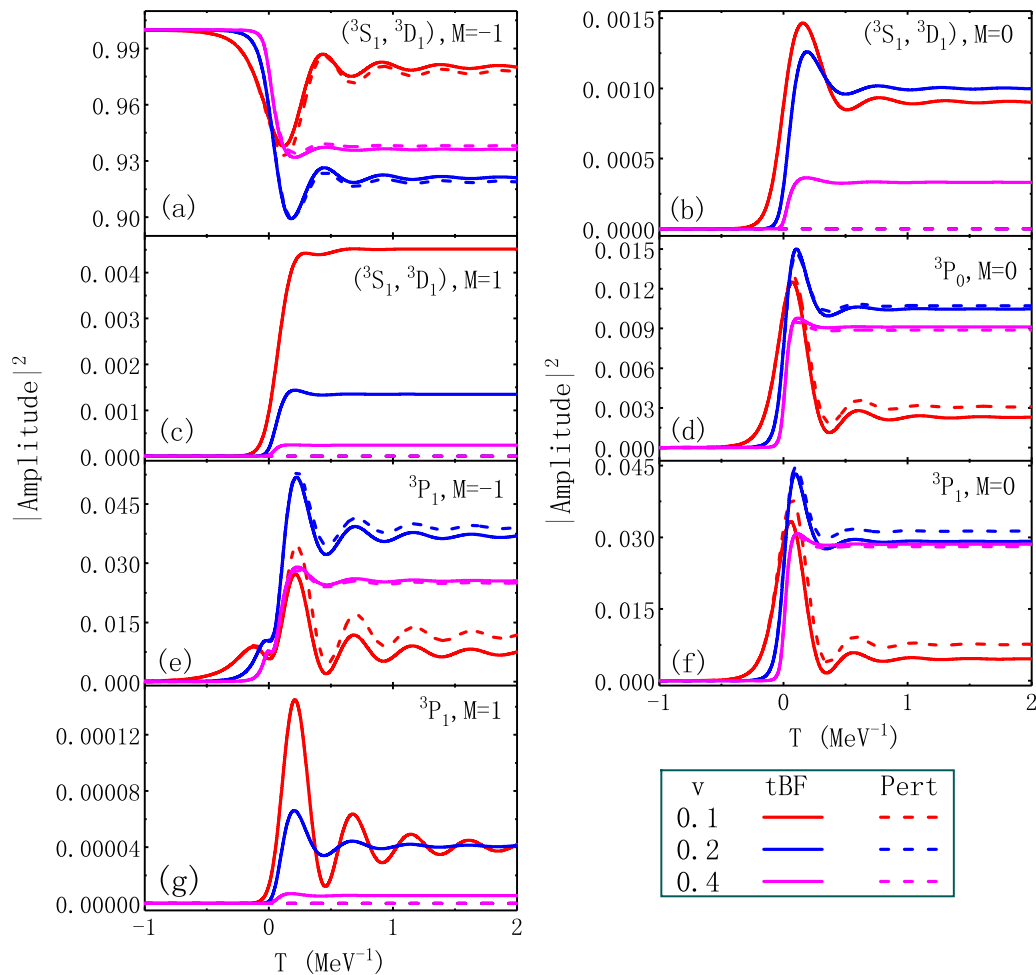 |Amplitude|²
(³S₁,³D₁),M=-1
0.99
0.96
0.93
0.90
(a)
(³S₁,³D₁),M=1
0.004
0.003
0.001
0.000
(c)
³P₁,M=-1
0.045
0.030
0.015
0.000
(e)
³P₁,M=1
0.00012
0.00008
0.00004
0.00000
(g)
-1 0 1 2
T (MeV⁻¹)
|Amplitude|²
(³S₁,³D₁),M=0
0.0015
0.0010
0.0005
0.0000
(b)
³P₀,M=0
0.015
0.012
0.009
0.006
0.003
0.000
(d)
³P₁,M=0
0.045
0.030
0.015
0.000
(f)
-1 0 1 2
T (MeV⁻¹)
v tBF Pert
0.1
0.2
0.4